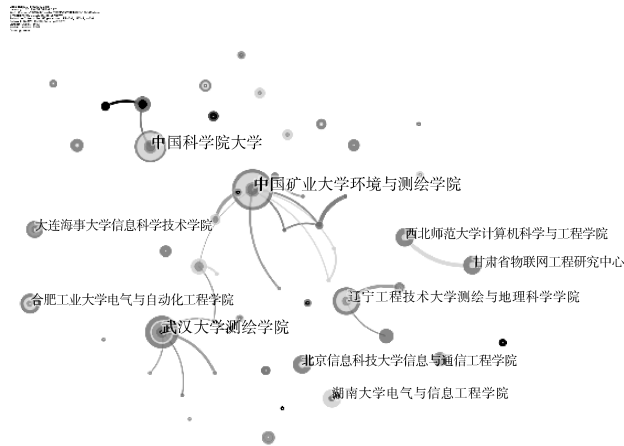 中国科学院大学
中国矿业大学环境与测绘学院
大连海事大学信息科学技术学院
西北师范大学计算机科学与工程学院
甘肃省物联网工程研究中心
合肥工业大学电气与自动化工程学院
辽宁工程技术大学测绘与地理科学学院
武汉大学测绘学院
北京信息科技大学信息与通信工程学院
湖南大学电气与信息工程学院